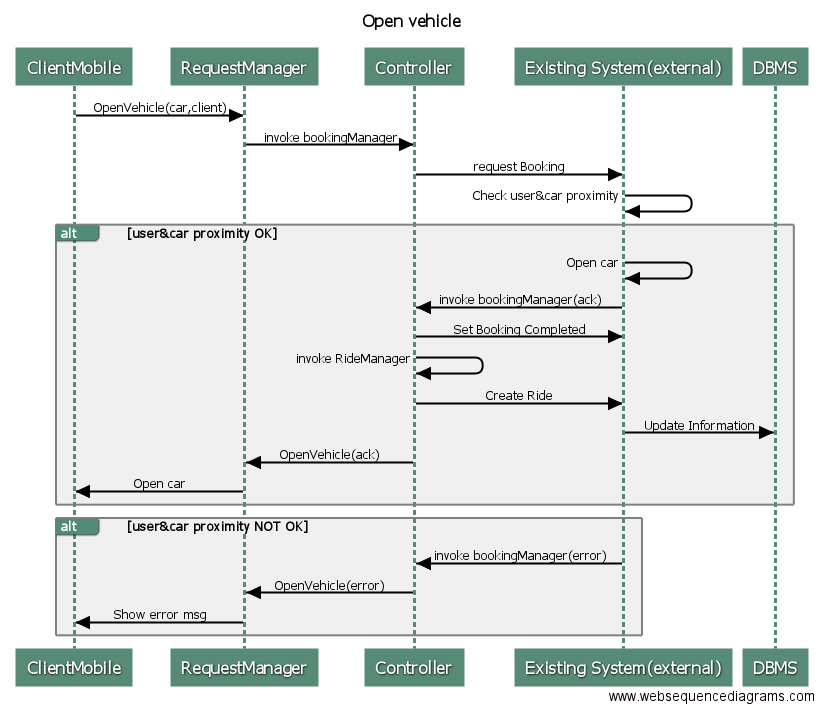 Open vehicle
ClientMobile
RequestManager
Controller
Existing System(external)
DBMS
OpenVehicle(car,client)
invoke bookingManager
request Booking
Check user&car proximity
alt
[user&car proximity OK]
Open car
invoke bookingManager(ack)
Set Booking Completed
invoke RideManager
Create Ride
Update Information
OpenVehicle(ack)
Open car
alt
[user&car proximity NOT OK]
invoke bookingManager(error)
OpenVehicle(error)
Show error msg
ClientMobile
RequestManager
Controller
Existing System(external)
DBMS
www.websequencediagrams.com